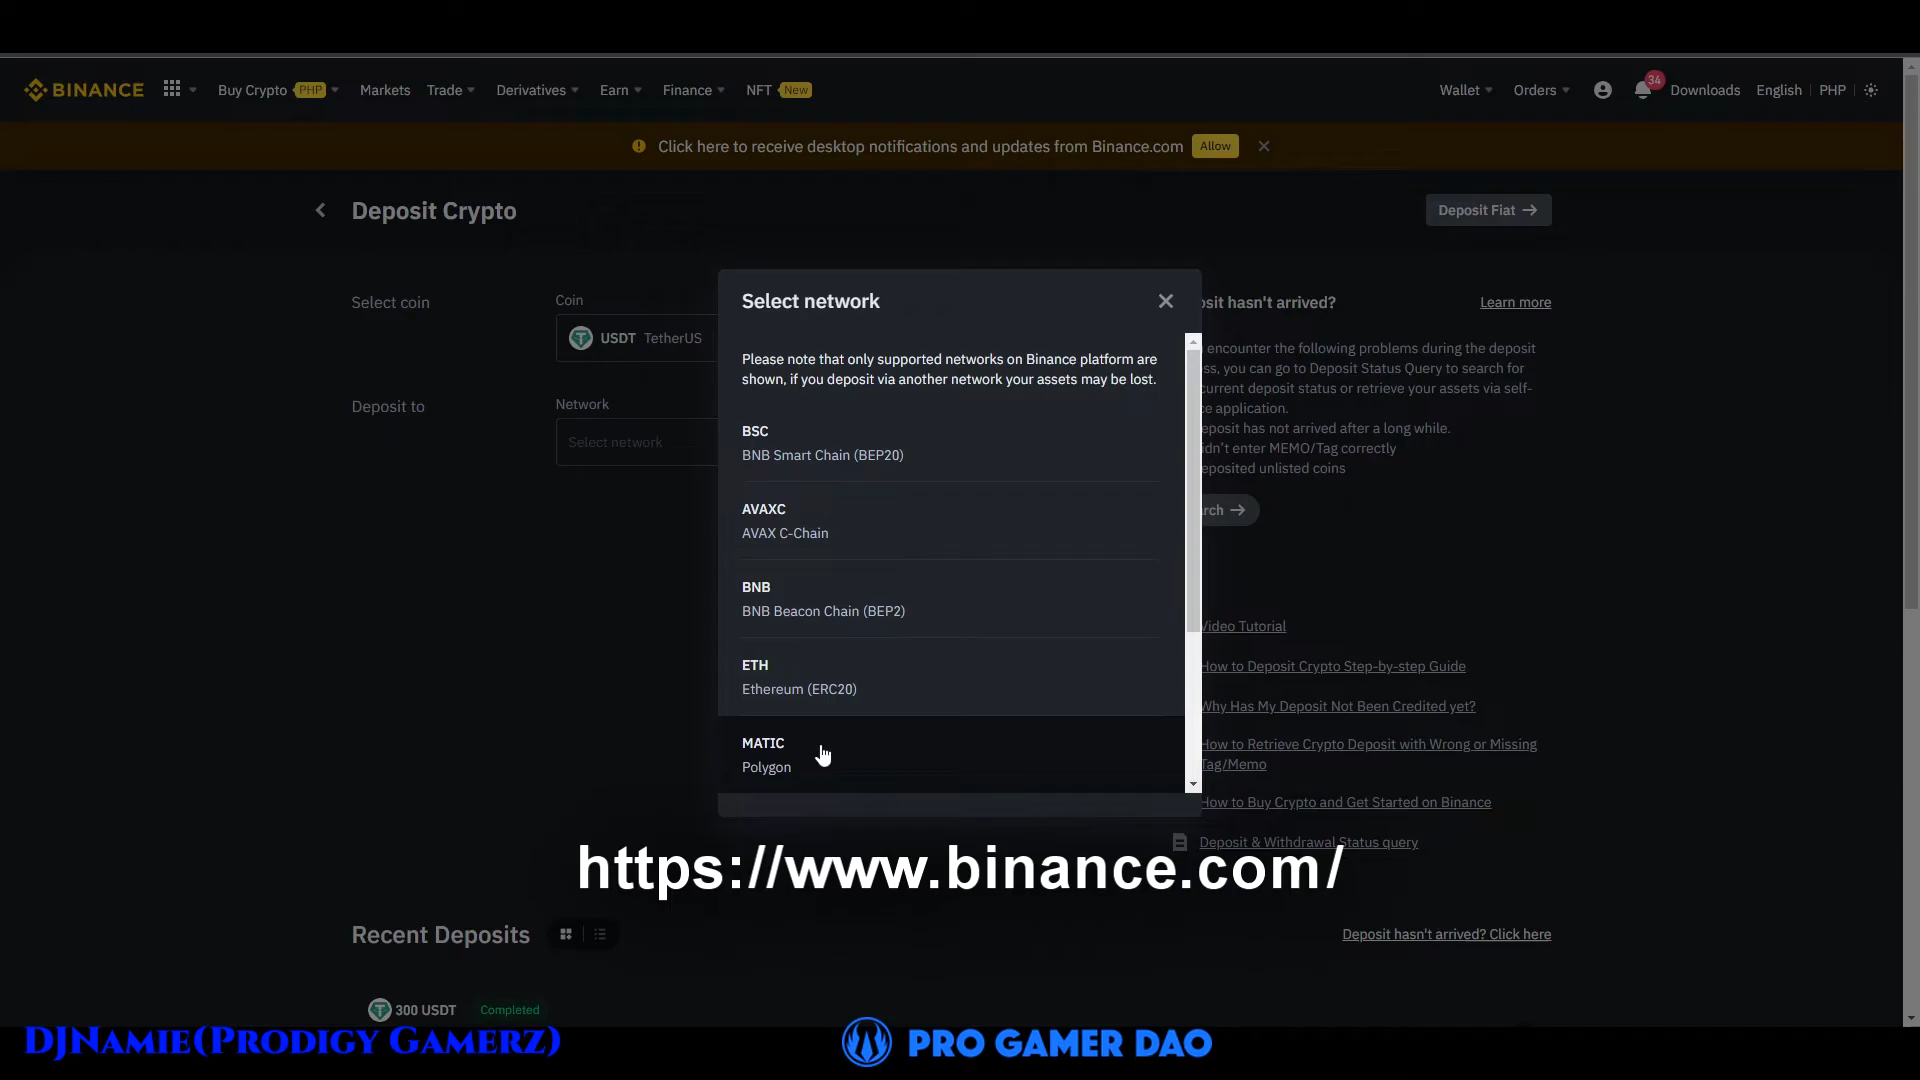 BINANCE
Buy Crypto PHP Markets Trade Derivatives Earn Finance NFT New Wallet Orders 34 Downloads English PHP
Click here to receive desktop notifications and updates from Binance.com Allow
Deposit Crypto
Deposit Fiat
Select coin
Coin
USDT TetherUS
Deposit to
Network
Select network
Select network
Please note that only supported networks on Binance platform are
shown, if you deposit via another network your assets may be lost.
BSC
BNB Smart Chain (BEP20)
AVAXC
AVAX C-Chain
BNB
BNB Beacon Chain (BEP2)
ETH
Ethereum (ERC20)
MATIC
Polygon
hasn't arrived?
Learn more
encounter the following problems during the deposit
you can go to Deposit Status Query to search for
current deposit status or retrieve your assets via self-
application.
eposit has not arrived after a long while.
idn't enter MEMO/Tag correctly
eposited unlisted coins
Video Tutorial
How to Deposit Crypto Step-by-step Guide
Why Has My Deposit Not Been Credited yet?
How to Retrieve Crypto Deposit with Wrong or Missing
Tag/Memo
How to Buy Crypto and Get Started on Binance
Deposit & Withdrawal Status query
https://www.binance.com/
Recent Deposits
Deposit hasn't arrived? Click here
300 USDT Completed
DJNamie(Prodigy Gamerz)
PRO GAMER DAO